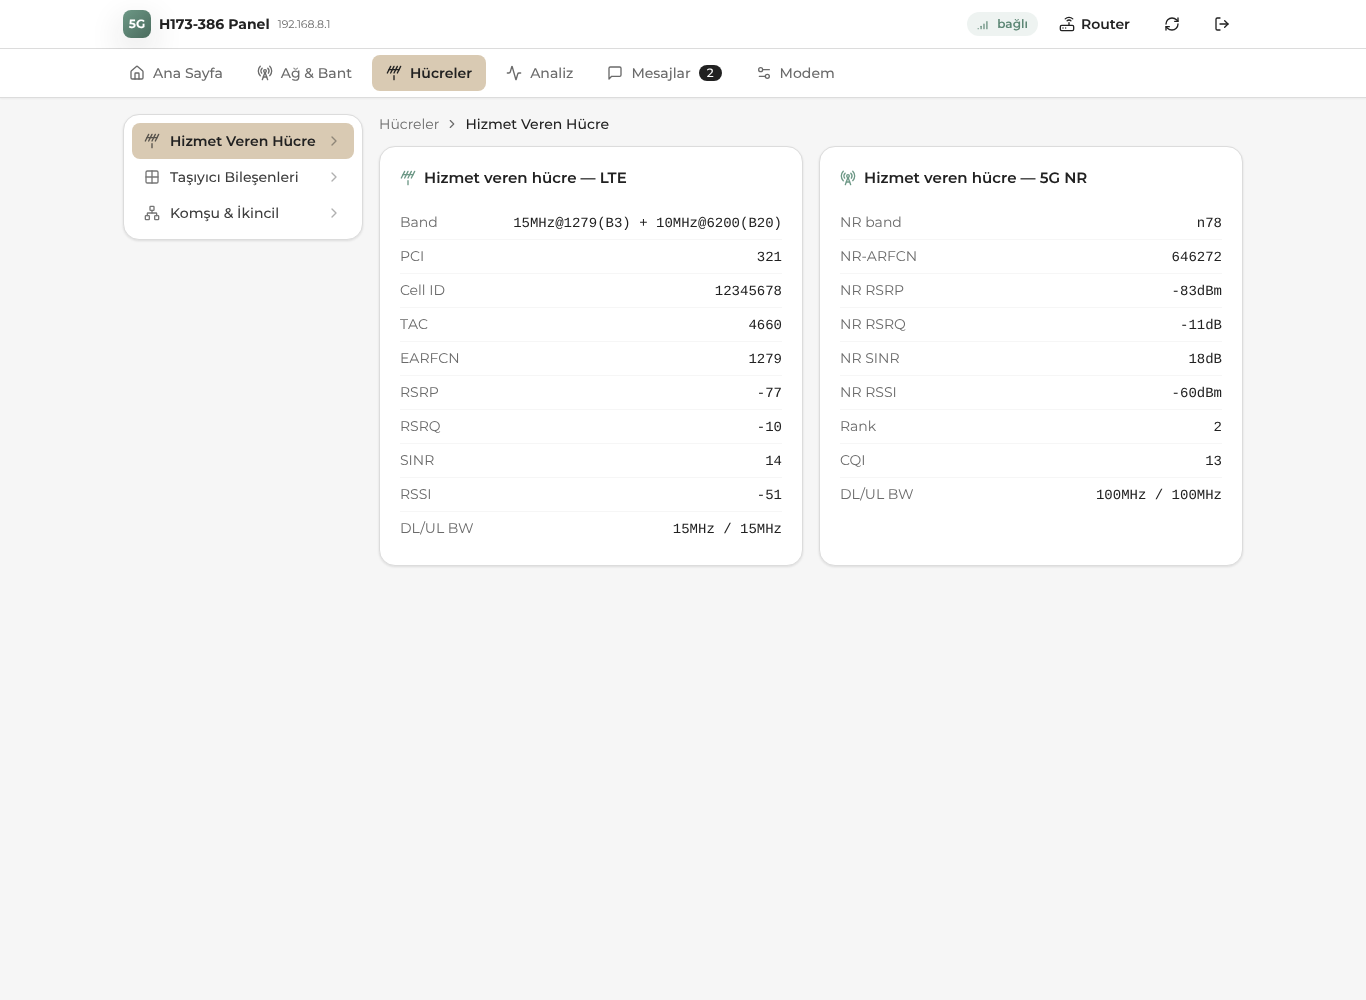 5G H173-386 Panel 192.168.8.1 bağlı Router
Ana Sayfa Ağ & Bant Hücreler Analiz Mesajlar 2 Modem
Hizmet Veren Hücre
Taşıyıcı Bileşenleri
Komşu & İkincil
Hücreler > Hizmet Veren Hücre
Hizmet veren hücre — LTE
Band 15MHz@1279(B3) + 10MHz@6200(B20)
PCI 321
Cell ID 12345678
TAC 4660
EARFCN 1279
RSRP -77
RSRQ -10
SINR 14
RSSI -51
DL/UL BW 15MHz / 15MHz
Hizmet veren hücre — 5G NR
NR band n78
NR-ARFCN 646272
NR RSRP -83dBm
NR RSRQ -11dB
NR SINR 18dB
NR RSSI -60dBm
Rank 2
CQI 13
DL/UL BW 100MHz / 100MHz